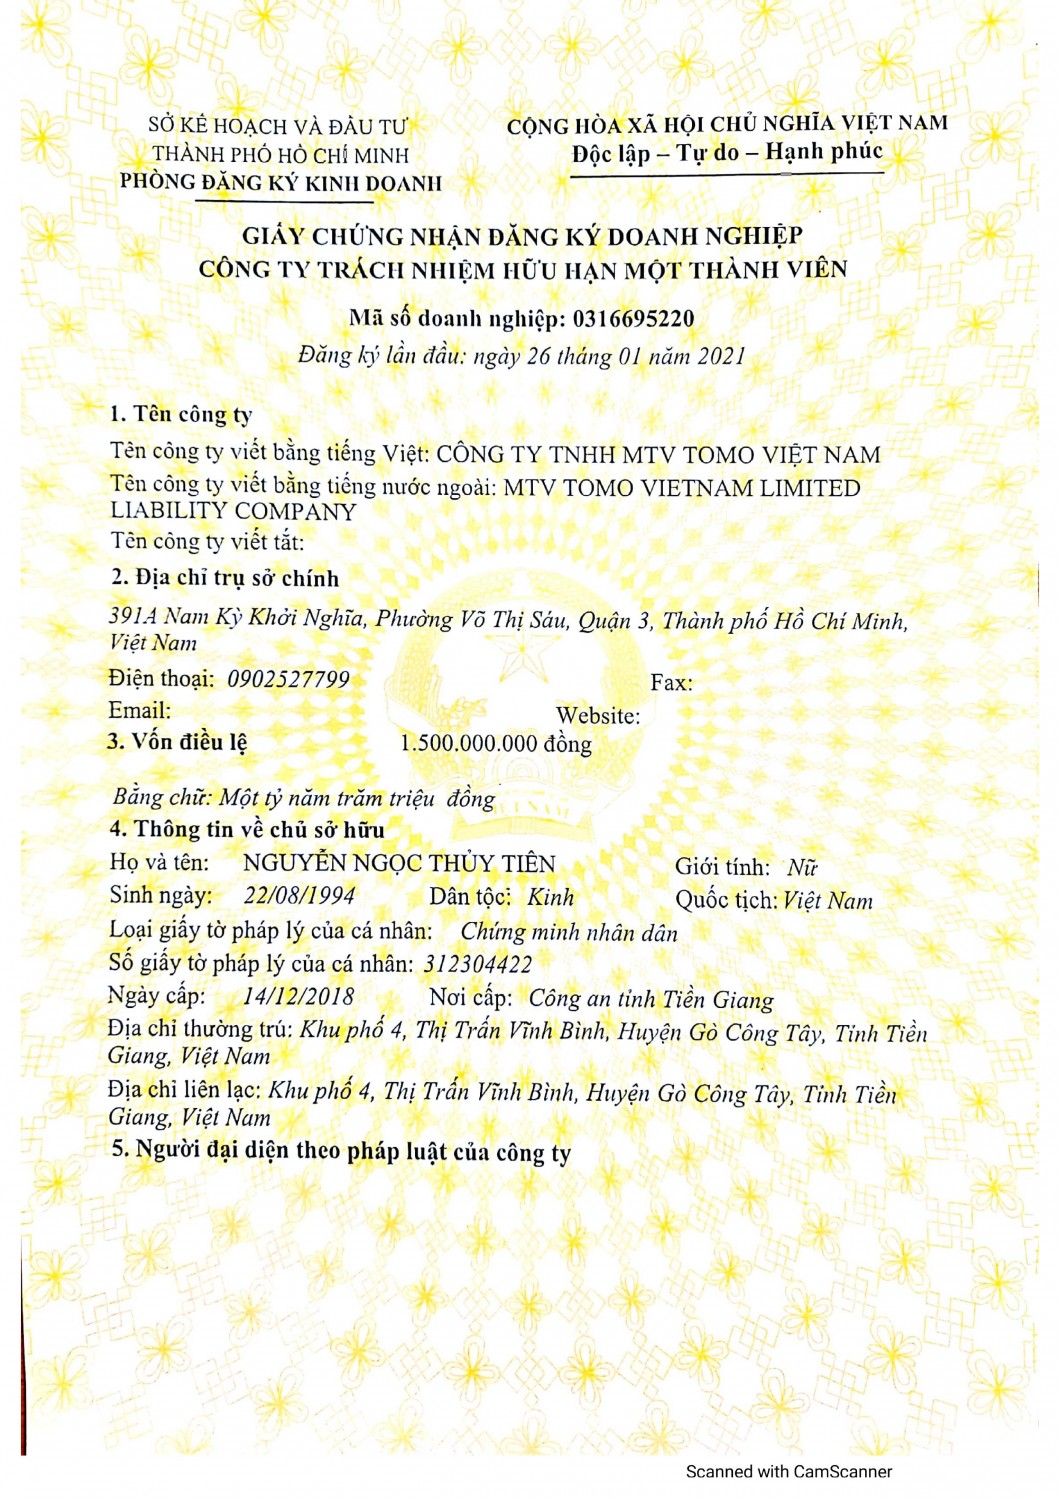 SỞ KẾ HOẠCH VÀ ĐẦU TƯ
THÀNH PHỐ HỒ CHÍ MINH
PHÒNG ĐĂNG KÝ KINH DOANH
CỘNG HÒA XÃ HỘI CHỦ NGHĨA VIỆT NAM
Độc lập – Tự do – Hạnh phúc
GIẤY CHỨNG NHẬN ĐĂNG KÝ DOANH NGHIỆP
CÔNG TY TRÁCH NHIỆM HỮU HẠN MỘT THÀNH VIÊN
Mã số doanh nghiệp: 0316695220
Đăng ký lần đầu: ngày 26 tháng 01 năm 2021
1. Tên công ty
Tên công ty viết bằng tiếng Việt: CÔNG TY TNHH MTV TOMO VIỆT NAM
Tên công ty viết bằng tiếng nước ngoài: MTV TOMO VIETNAM LIMITED
LIABILITY COMPANY
Tên công ty viết tắt:
2. Địa chỉ trụ sở chính
391A Nam Kỳ Khởi Nghĩa, Phường Võ Thị Sáu, Quận 3, Thành phố Hồ Chí Minh,
Việt Nam
Điện thoại: 0902527799 Fax:
Email: Website:
3. Vốn điều lệ 1.500.000.000 đồng
Bằng chữ: Một tỷ năm trăm triệu đồng
4. Thông tin về chủ sở hữu
Họ và tên: NGUYỄN NGỌC THỦY TIÊN Giới tính: Nữ
Sinh ngày: 22/08/1994 Dân tộc: Kinh Quốc tịch: Việt Nam
Loại giấy tờ pháp lý của cá nhân: Chứng minh nhân dân
Số giấy tờ pháp lý của cá nhân: 312304422
Ngày cấp: 14/12/2018 Nơi cấp: Công an tỉnh Tiền Giang
Địa chỉ thường trú: Khu phố 4, Thị Trấn Vĩnh Bình, Huyện Gò Công Tây, Tỉnh Tiền
Giang, Việt Nam
Địa chỉ liên lạc: Khu phố 4, Thị Trấn Vĩnh Bình, Huyện Gò Công Tây, Tỉnh Tiền
Giang, Việt Nam
5. Người đại diện theo pháp luật của công ty
Scanned with CamScanner